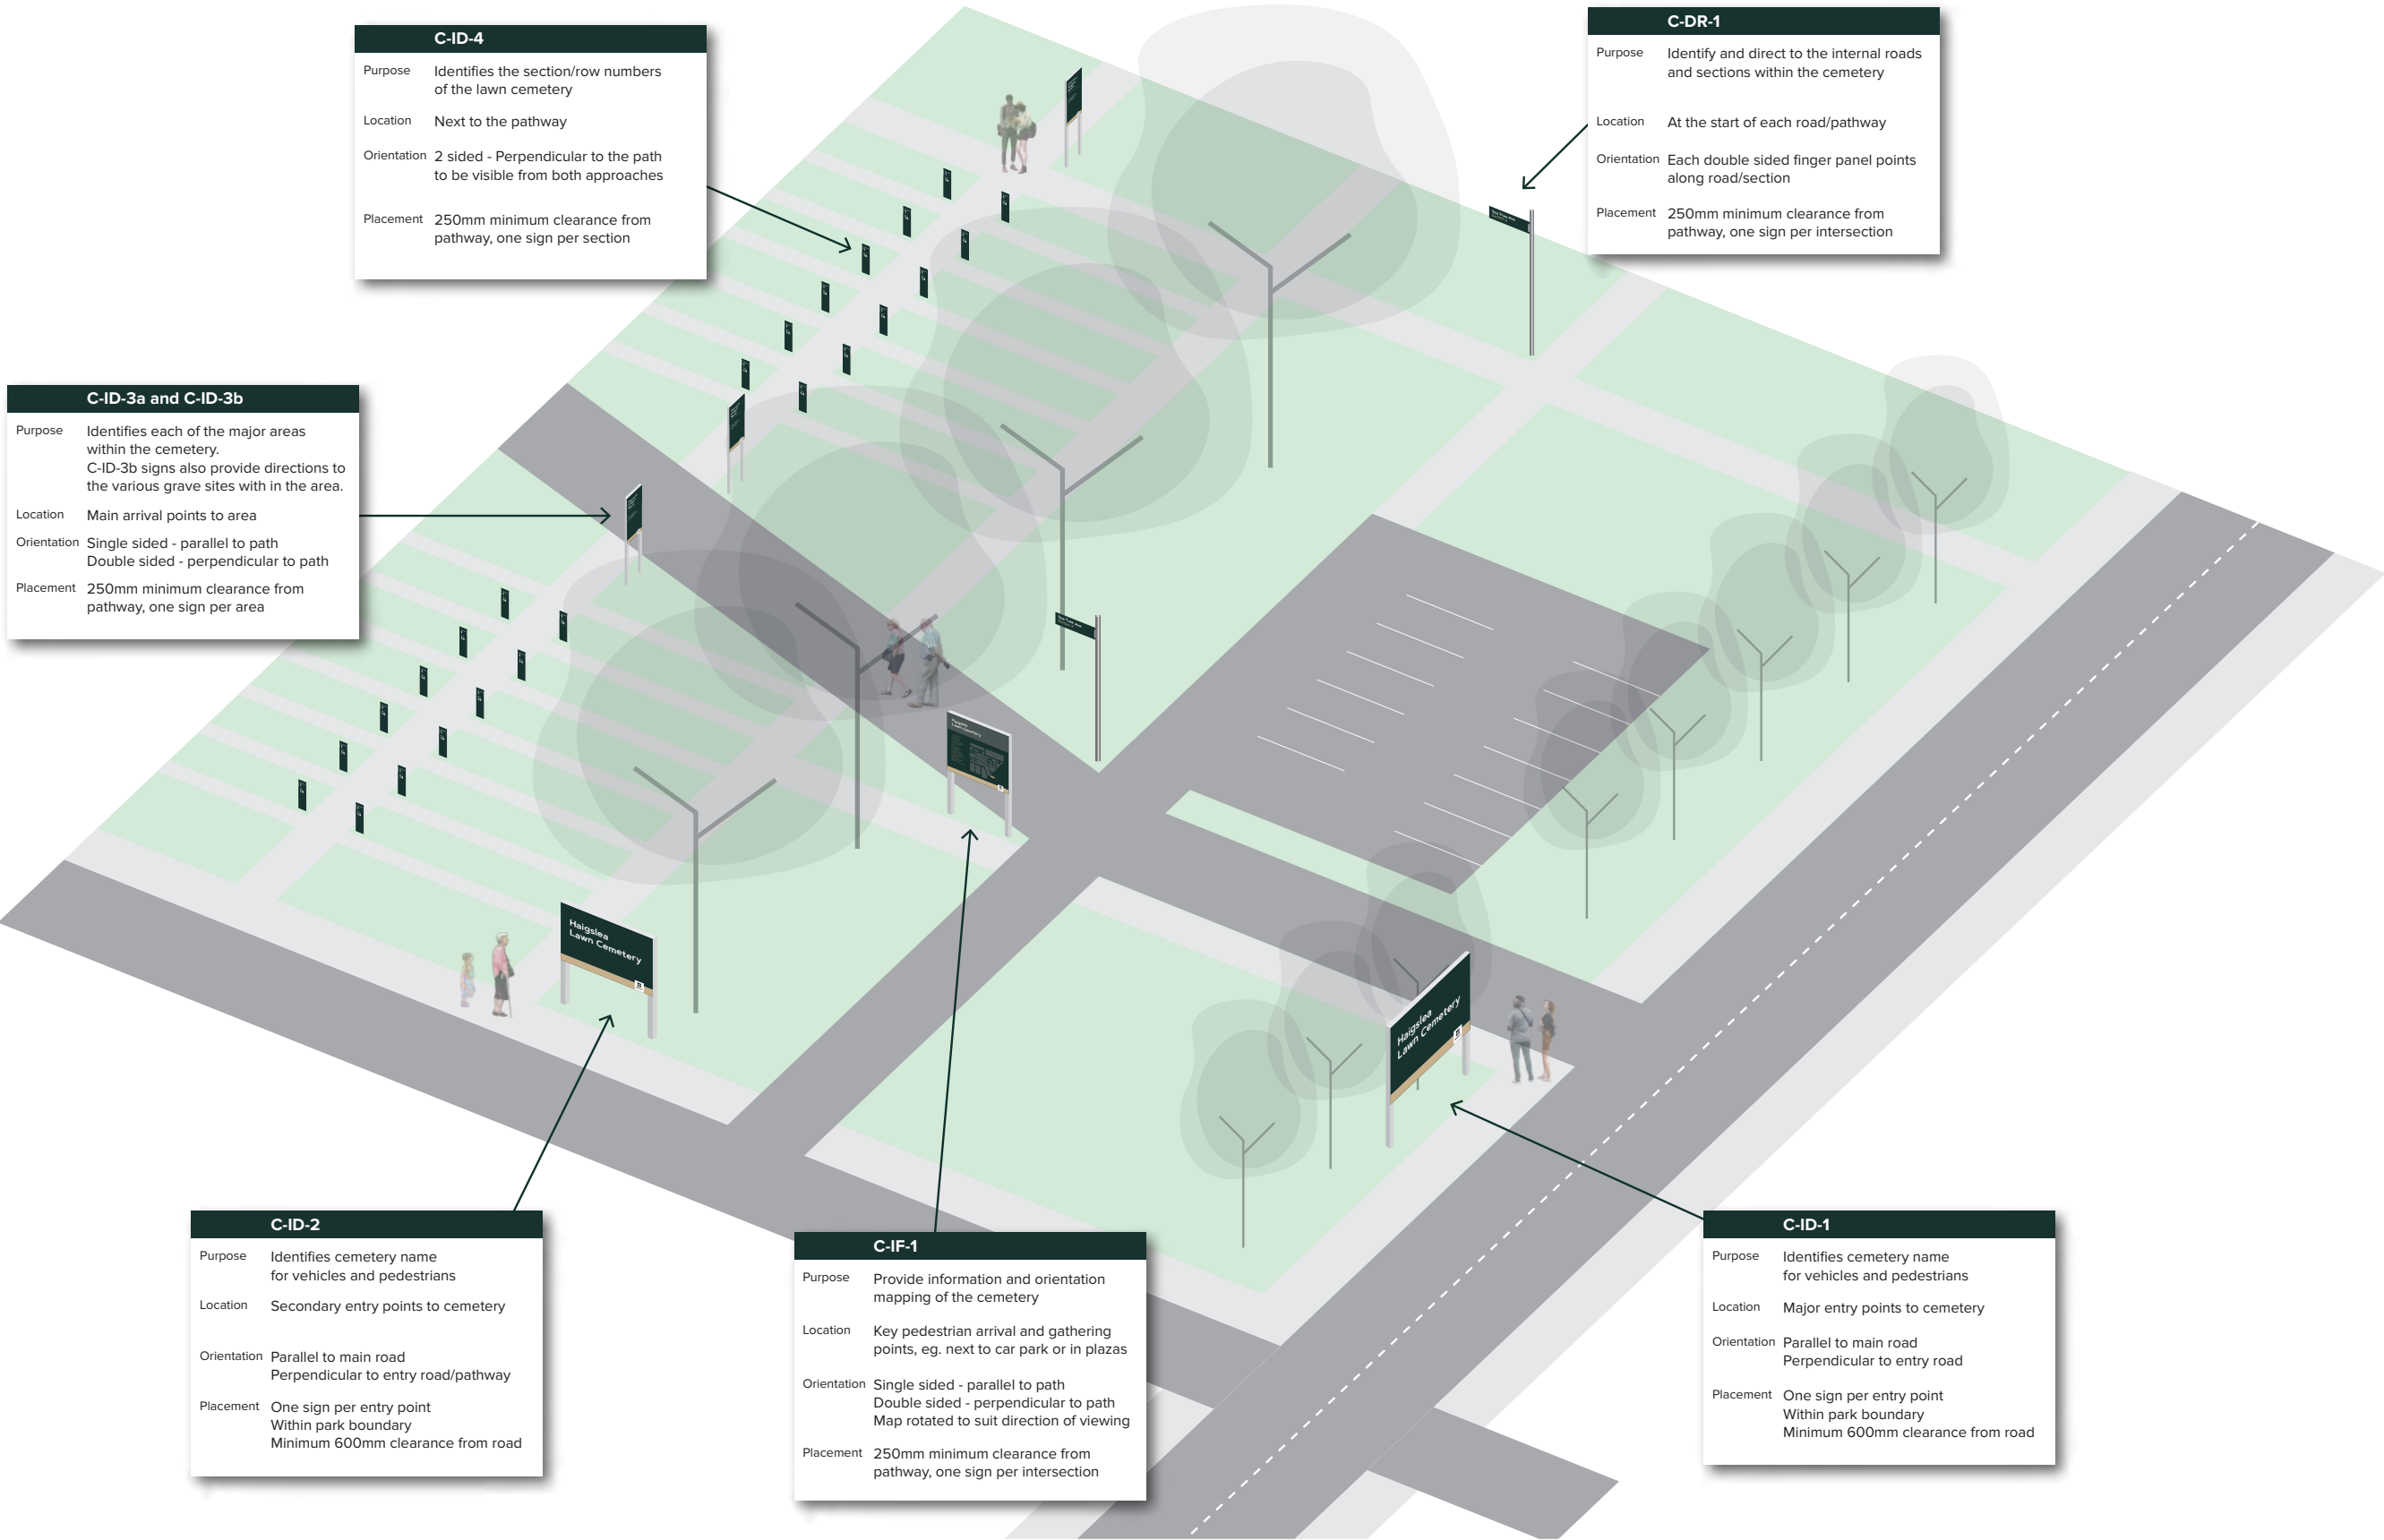 C-ID-4
Purpose Identifies the section/row numbers
of the lawn cemetery
Location Next to the pathway
Orientation 2 sided - Perpendicular to the path
to be visible from both approaches
Placement 250mm minimum clearance from
pathway, one sign per section
C-DR-1
Purpose Identify and direct to the internal roads
and sections within the cemetery
Location At the start of each road/pathway
Orientation Each double sided finger panel points
along road/section
Placement 250mm minimum clearance from
pathway, one sign per intersection
C-ID-3a and C-ID-3b
Purpose Identifies each of the major areas
within the cemetery.
C-ID-3b signs also provide directions to
the various grave sites with in the area.
Location Main arrival points to area
Orientation Single sided - parallel to path
Double sided - perpendicular to path
Placement 250mm minimum clearance from
pathway, one sign per area
Haigslea
Lawn Cemetery
Haigslea
Lawn Cemetery
Haigslea
Lawn Cemetery
C-ID-2
Purpose Identifies cemetery name
for vehicles and pedestrians
Location Secondary entry points to cemetery
Orientation Parallel to main road
Perpendicular to entry road/pathway
Placement One sign per entry point
Within park boundary
Minimum 600mm clearance from road
C-IF-1
Purpose Provide information and orientation
mapping of the cemetery
Location Key pedestrian arrival and gathering
points, eg. next to car park or in plazas
Orientation Single sided - parallel to path
Double sided - perpendicular to path
Map rotated to suit direction of viewing
Placement 250mm minimum clearance from
pathway, one sign per intersection
C-ID-1
Purpose Identifies cemetery name
for vehicles and pedestrians
Location Major entry points to cemetery
Orientation Parallel to main road
Perpendicular to entry road
Placement One sign per entry point
Within park boundary
Minimum 600mm clearance from road